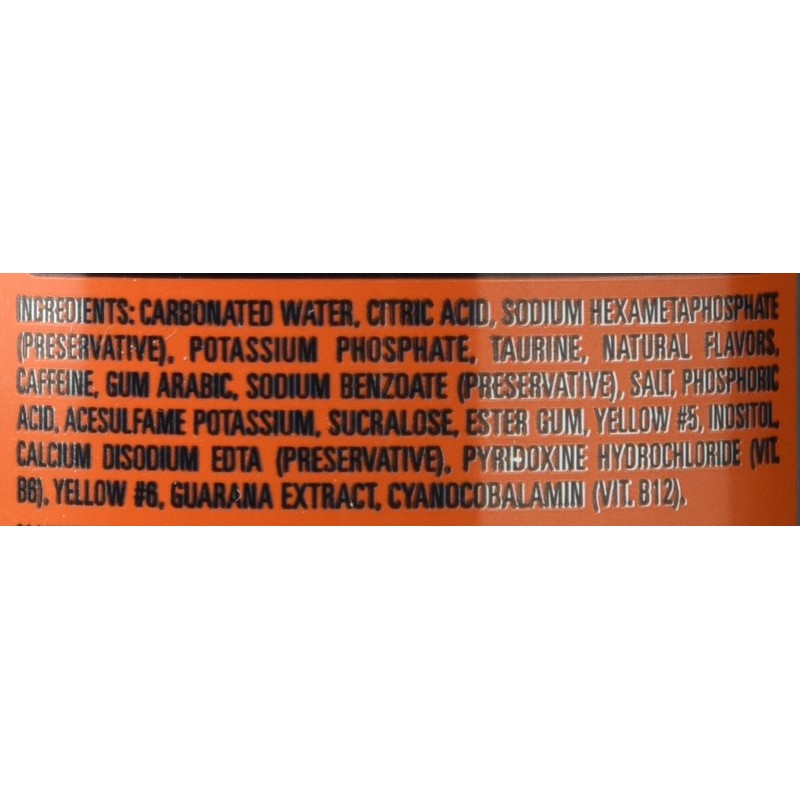 INGREDIENTS: CARBONATED WATER, CITRIC ACID, SODIUM HEXAMETAPHOSPHATE
(PRESERVATIVE), POTASSIUM PHOSPHATE, TAURINE, NATURAL FLAVORS,
CAFFEINE, GUM ARABIC, SODIUM BENZOATE (PRESERVATIVE), SALT, PHOSPHORIC
ACID, ACESULFAME POTASSIUM, SUCRALOSE, ESTER GUM, YELLOW #5, INOSITOL,
CALCIUM DISODIUM EDTA (PRESERVATIVE), PYRIDOXINE HYDROCHLORIDE (VIT.
B6), YELLOW #6, GUARANA EXTRACT, CYANOCOBALAMIN (VIT. B12).